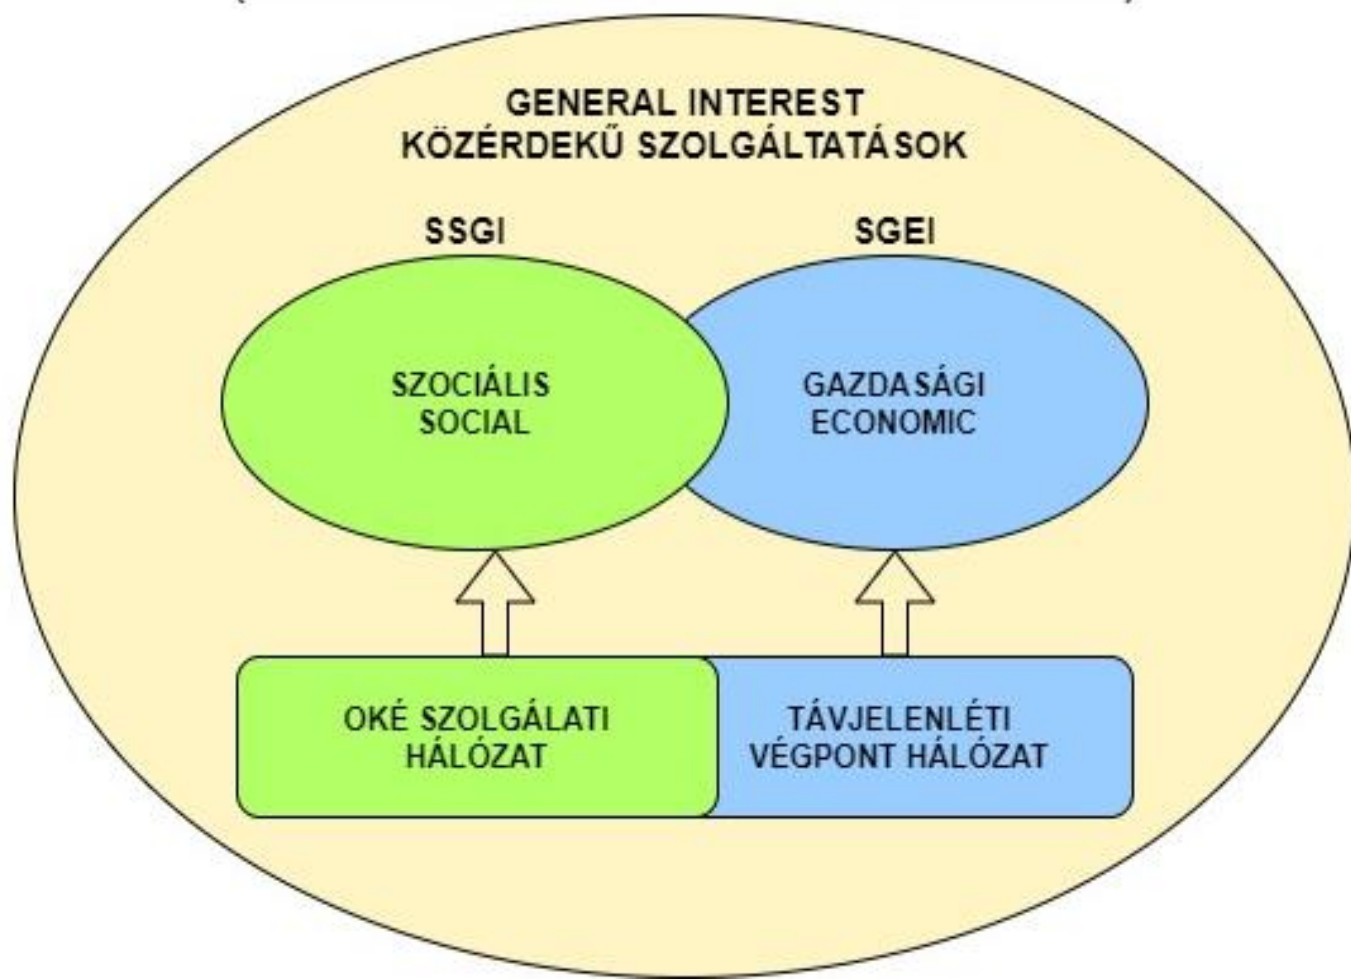 GENERAL INTEREST
KÖZÉRDEKŰ SZOLGÁLTATÁSOK
SSGI
SGEI
SZOCIÁLIS
SOCIAL
GAZDASÁGI
ECONOMIC
OKÉ SZOLGÁLATI
HÁLÓZAT
TÁVJELENLÉTI
VÉGPONT HÁLÓZAT